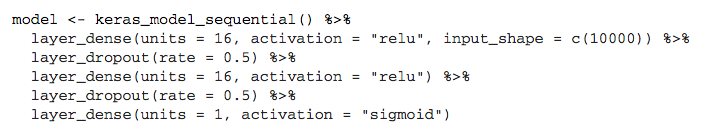 model <- keras_model_sequential() %>%
  layer_dense(units = 16, activation = "relu", input_shape = c(10000)) %>%
  layer_dropout(rate = 0.5) %>%
  layer_dense(units = 16, activation = "relu") %>%
  layer_dropout(rate = 0.5) %>%
  layer_dense(units = 1, activation = "sigmoid")